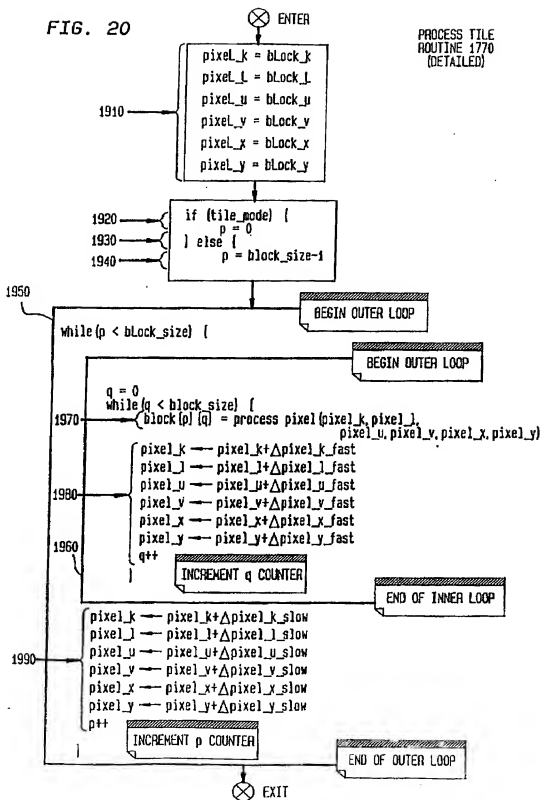 FIG. 20
ENTER
PROCESS TILE
ROUTINE 1770
(DETAILED)
pixeL_k = bLock_k
pixeL_L = bLock_L
pixeL_u = bLock_u
pixeL_v = bLock_v
pixeL_x = bLock_x
pixeL_y = bLock_y
1910
1920
if (tile_mode) {
p = 0
1930
} else {
1940
p = block_size-1
1950
BEGIN OUTER LOOP
while (p < bLock_size) {
BEGIN OUTER LOOP
q = 0
while (q < block_size) {
1970
block (p) (q) = process pixel (pixel_k, pixel_l,
pixel_u, pixel_v, pixel_x, pixel_y)
pixel_k ← pixel_k+Δpixel_k_fast
pixel_l ← pixel_l+Δpixel_l_fast
1980
pixel_u ← pixel_u+Δpixel_u_fast
pixel_v ← pixel_v+Δpixel_v_fast
pixel_x ← pixel_x+Δpixel_x_fast
pixel_y ← pixel_y+Δpixel_y_fast
1960
q++
}
INCREMENT q COUNTER
END OF INNER LOOP
pixel_k ← pixel_k+Δpixel_k_slow
pixel_l ← pixel_l+Δpixel_l_slow
1990
pixel_u ← pixel_u+Δpixel_u_slow
pixel_v ← pixel_v+Δpixel_v_slow
pixel_x ← pixel_x+Δpixel_x_slow
pixel_y ← pixel_y+Δpixel_y_slow
p++
INCREMENT p COUNTER
}
END OF OUTER LOOP
EXIT